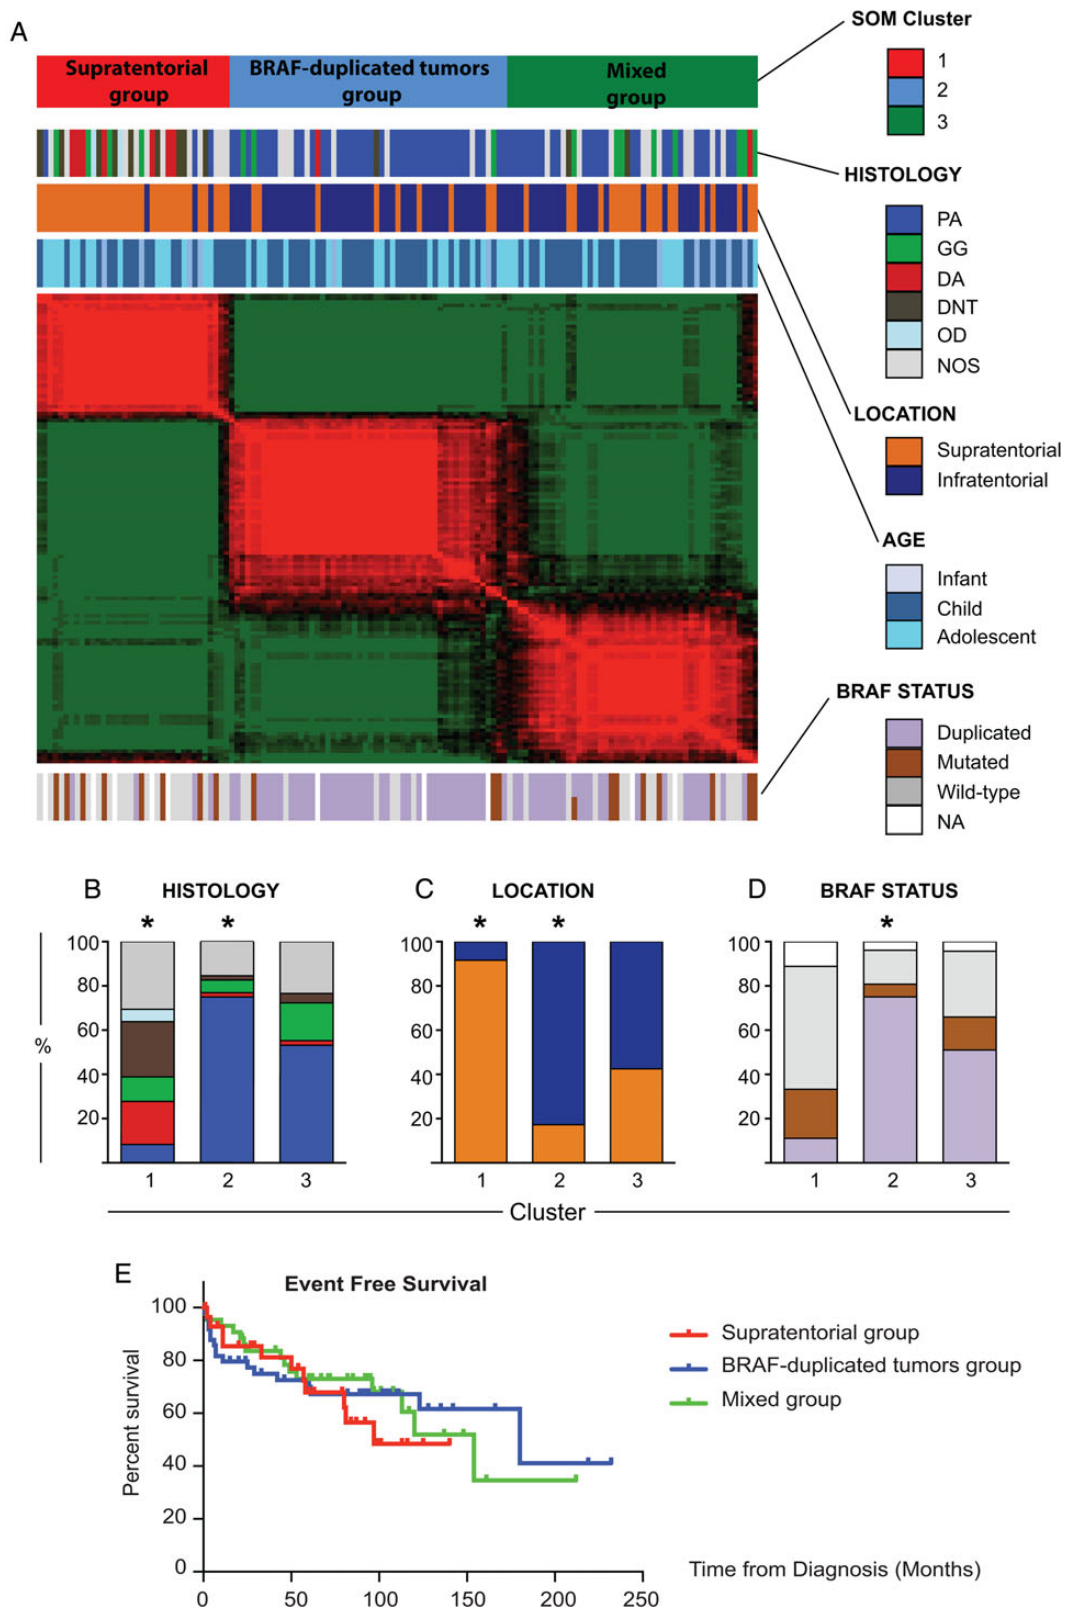 A
SOM Cluster
Supratentorial
group
BRAF-duplicated tumors
group
Mixed
group
1
2
3
HISTOLOGY
PA
GG
DA
DNT
OD
NOS
LOCATION
Supratentorial
Infratentorial
AGE
Infant
Child
Adolescent
BRAF STATUS
Duplicated
Mutated
Wild-type
NA
B
HISTOLOGY
* *
100
80
60
40
20
%
1 2 3
C
LOCATION
* *
100
80
60
40
20
1 2 3
D
BRAF STATUS
*
100
80
60
40
20
1 2 3
Cluster
E
Event Free Survival
Percent survival
100
80
60
40
20
0
0 50 100 150 200 250
Time from Diagnosis (Months)
Supratentorial group
BRAF-duplicated tumors group
Mixed group